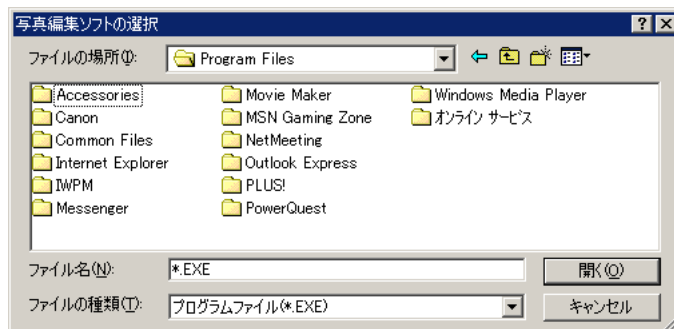 写真編集ソフトの選択
ファイルの場所(I):
Program Files
Accessories
Canon
Common Files
Internet Explorer
IWPM
Messenger
Movie Maker
MSN Gaming Zone
NetMeeting
Outlook Express
PLUS!
PowerQuest
Windows Media Player
オンライン サービス
ファイル名(N):
*.EXE
開く(O)
ファイルの種類(T):
プログラムファイル(*.EXE)
キャンセル